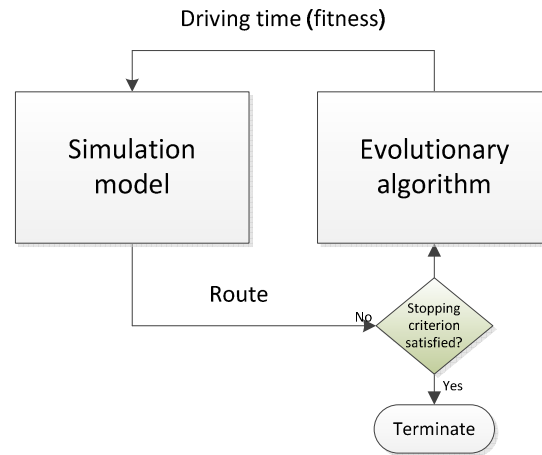 Driving time (fitness)
Simulation
model
Evolutionary
algorithm
Route
No
Stopping
criterion
satisfied?
Yes
Terminate